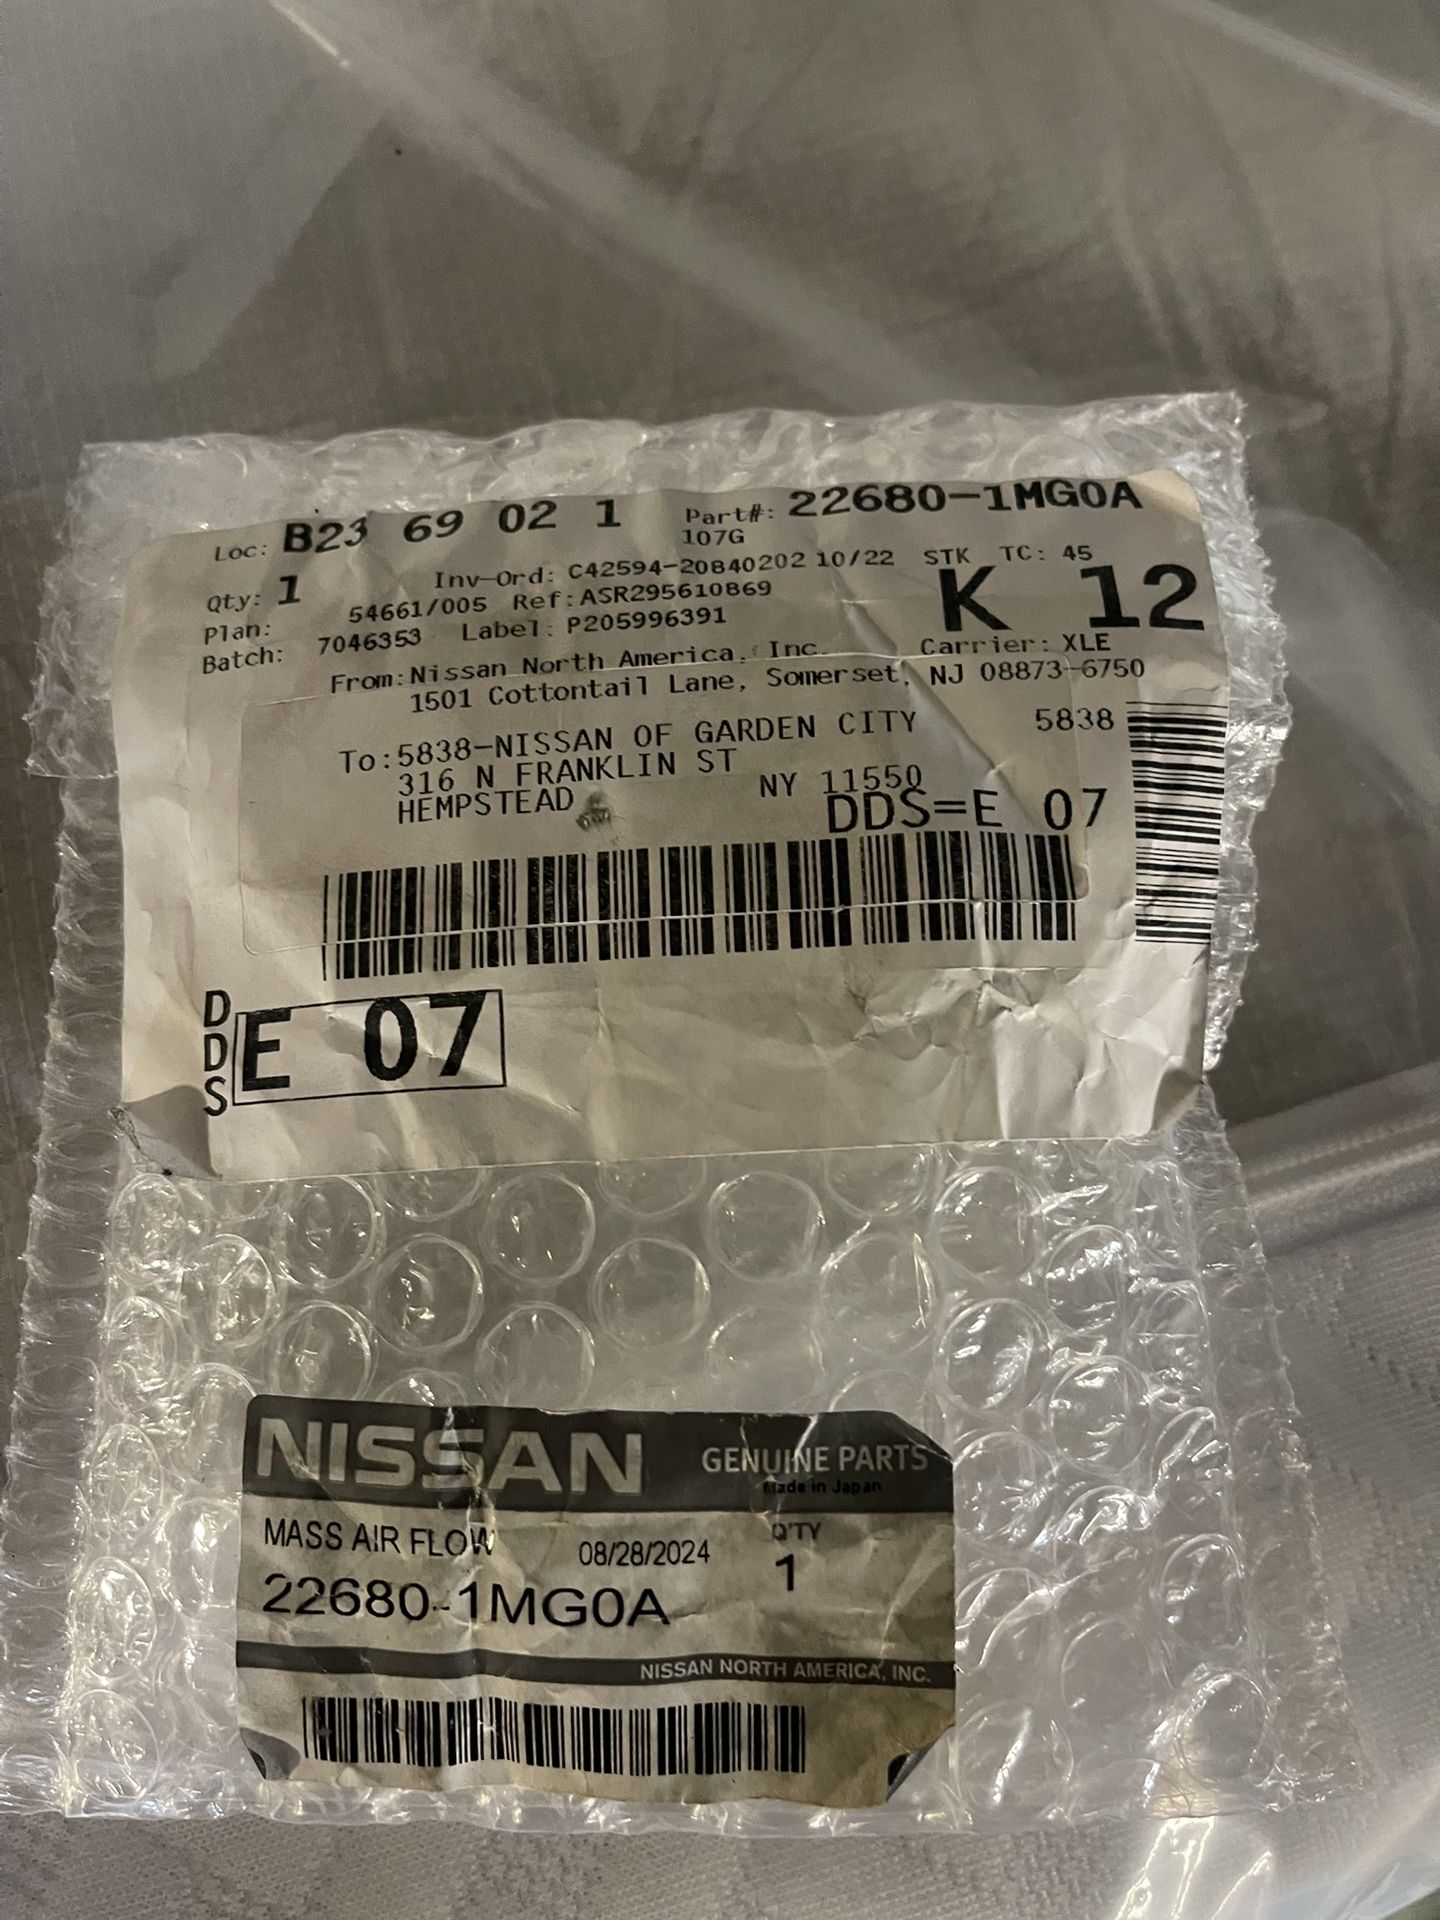 Loc: B23 69 02 1 Part#: 22680-1MG0A
107G
Qty: 1 Inv-Ord: C42594-20840202 10/22 STK TC: 45
Plan: 54661/005 Ref:ASR295610869 K 12
Batch: 7046353 Label: P205996391
From:Nissan North America, Inc. Carrier: XLE
1501 Cottontail Lane, Somerset, NJ 08873-6750
To:5838-NISSAN OF GARDEN CITY 5838
316 N FRANKLIN ST
HEMPSTEAD NY 11550
DDS=E 07
DDS E 07
NISSAN GENUINE PARTS
Made in Japan
MASS AIR FLOW 08/28/2024 Q'TY
22680-1MG0A 1
NISSAN NORTH AMERICA, INC.